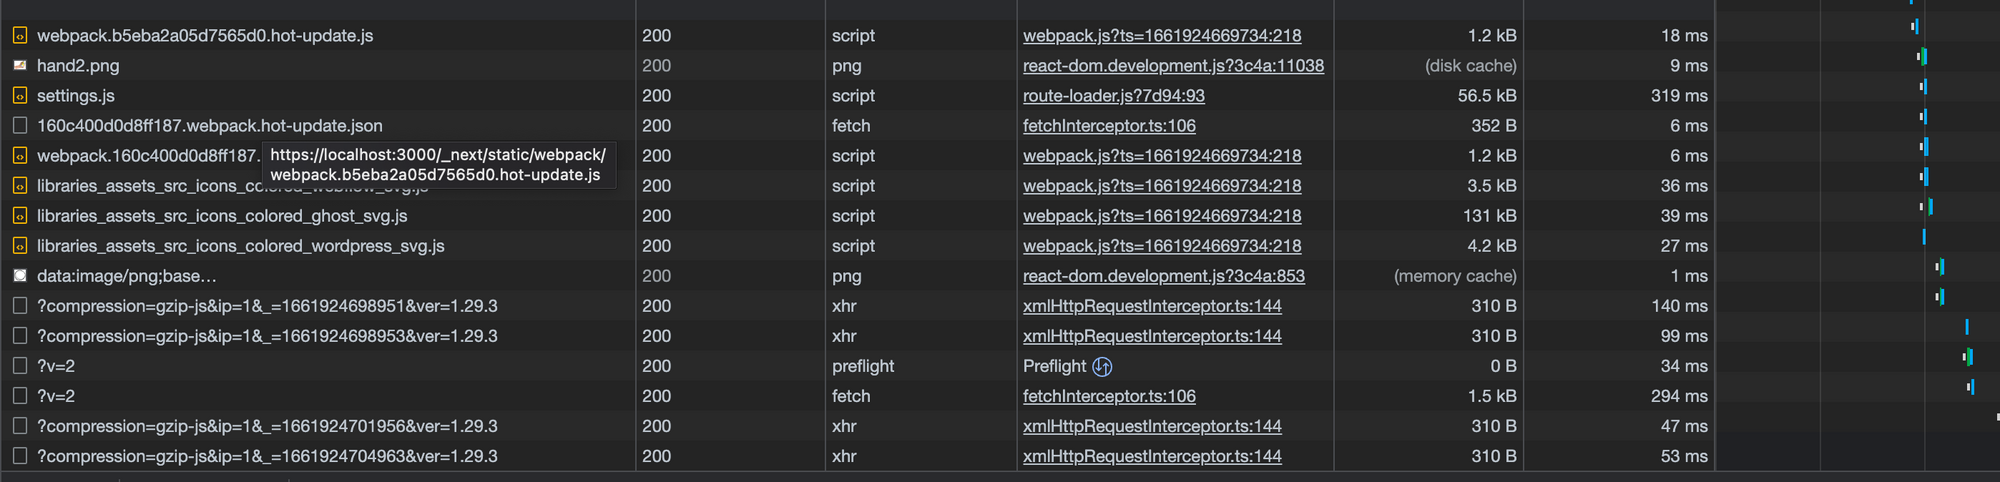 webpack.b5eba2a05d7565d0.hot-update.js 200 script webpack.js?ts=1661924669734:218 1.2 kB 18 ms
hand2.png 200 png react-dom.development.js?3c4a:11038 (disk cache) 9 ms
settings.js 200 script route-loader.js?7d94:93 56.5 kB 319 ms
160c400d0d8ff187.webpack.hot-update.json 200 fetch fetchInterceptor.ts:106 352 B 6 ms
webpack.160c400d0d8ff187. 200 script webpack.js?ts=1661924669734:218 1.2 kB 6 ms
https://localhost:3000/_next/static/webpack/
webpack.b5eba2a05d7565d0.hot-update.js
libraries_assets_src_icons_colored_webflow_svg.js 200 script webpack.js?ts=1661924669734:218 3.5 kB 36 ms
libraries_assets_src_icons_colored_ghost_svg.js 200 script webpack.js?ts=1661924669734:218 131 kB 39 ms
libraries_assets_src_icons_colored_wordpress_svg.js 200 script webpack.js?ts=1661924669734:218 4.2 kB 27 ms
data:image/png;base… 200 png react-dom.development.js?3c4a:853 (memory cache) 1 ms
?compression=gzip-js&ip=1&_=1661924698951&ver=1.29.3 200 xhr xmlHttpRequestInterceptor.ts:144 310 B 140 ms
?compression=gzip-js&ip=1&_=1661924698953&ver=1.29.3 200 xhr xmlHttpRequestInterceptor.ts:144 310 B 99 ms
?v=2 200 preflight Preflight 0 B 34 ms
?v=2 200 fetch fetchInterceptor.ts:106 1.5 kB 294 ms
?compression=gzip-js&ip=1&_=1661924701956&ver=1.29.3 200 xhr xmlHttpRequestInterceptor.ts:144 310 B 47 ms
?compression=gzip-js&ip=1&_=1661924704963&ver=1.29.3 200 xhr xmlHttpRequestInterceptor.ts:144 310 B 53 ms